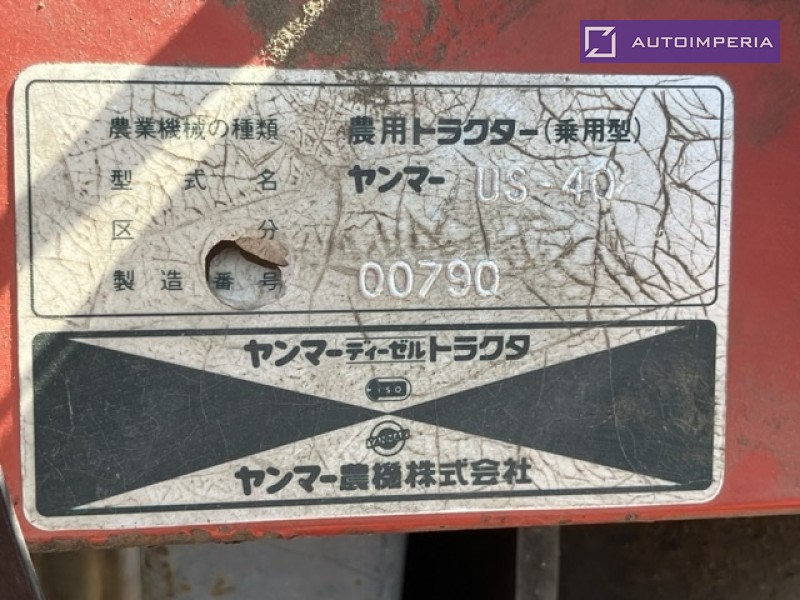 AUTOIMPERIA
農業機械の種類 農用トラクター(乗用型)
型式名 ヤンマー US-40
区分
製造番号 00790
ヤンマーディーゼルトラクタ
ISO
YANMAR
ヤンマー農機株式会社